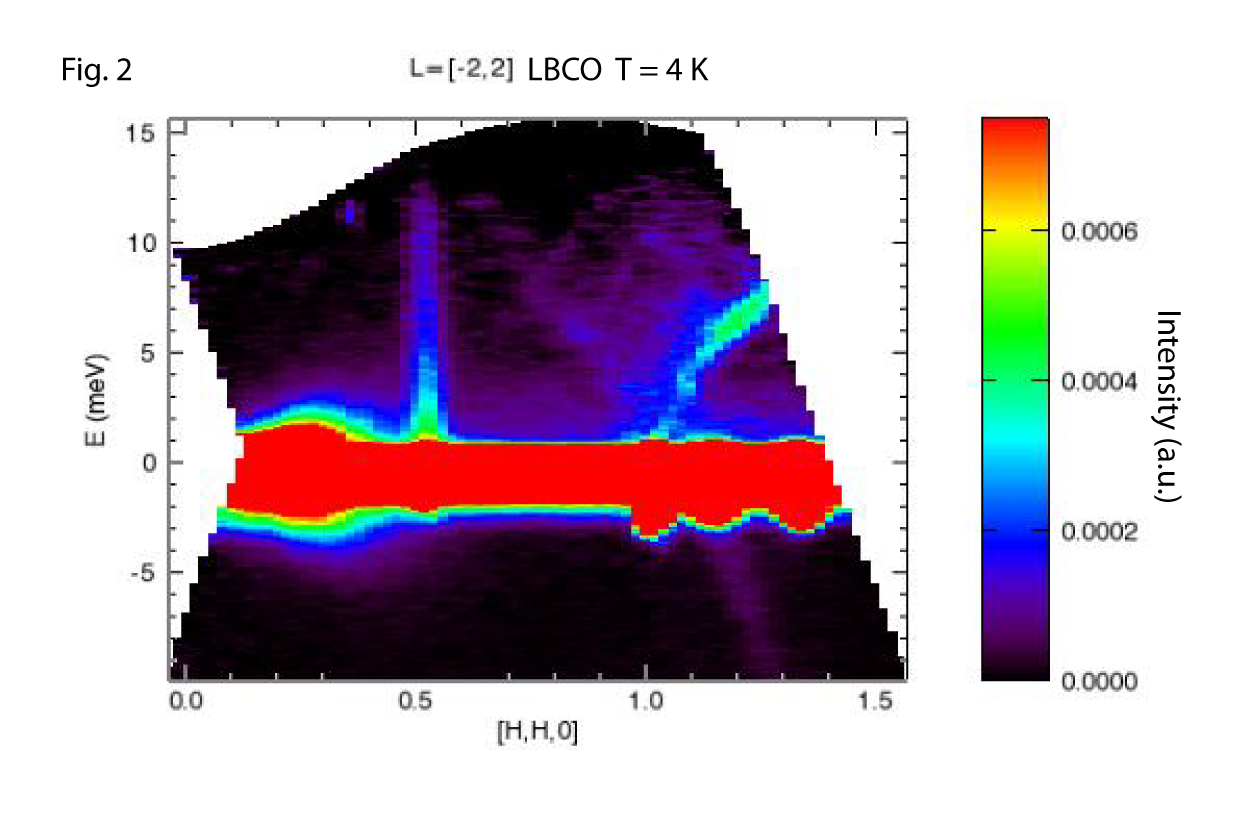 Fig. 2
L=[-2,2] LBCO T = 4 K
15
10
5
0
-5
E (meV)
0.0 0.5 1.0 1.5
[H,H,0]
0.0006
0.0004
0.0002
0.0000
Intensity (a.u.)